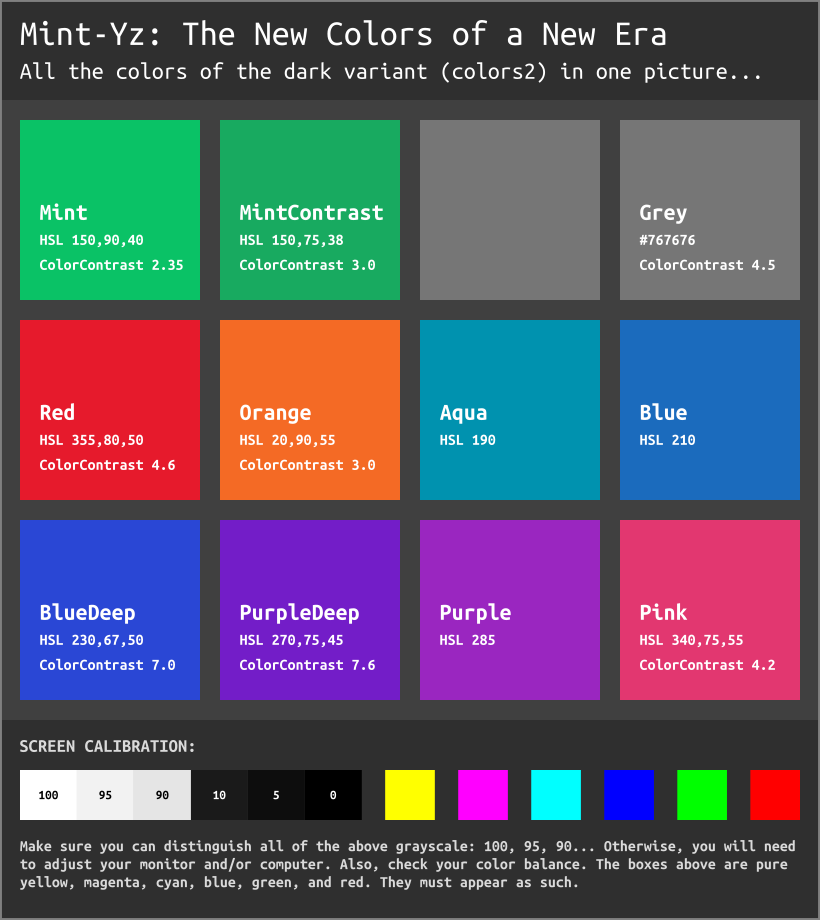 Mint-Yz: The New Colors of a New Era
All the colors of the dark variant (colors2) in one picture...
Mint
HSL 150,90,40
ColorContrast 2.35
MintContrast
HSL 150,75,38
ColorContrast 3.0
Grey
#767676
ColorContrast 4.5
Red
HSL 355,80,50
ColorContrast 4.6
Orange
HSL 20,90,55
ColorContrast 3.0
Aqua
HSL 190
Blue
HSL 210
BlueDeep
HSL 230,67,50
ColorContrast 7.0
PurpleDeep
HSL 270,75,45
ColorContrast 7.6
Purple
HSL 285
Pink
HSL 340,75,55
ColorContrast 4.2
SCREEN CALIBRATION:
100 95 90 10 5 0
Make sure you can distinguish all of the above grayscale: 100, 95, 90... Otherwise, you will need
to adjust your monitor and/or computer. Also, check your color balance. The boxes above are pure
yellow, magenta, cyan, blue, green, and red. They must appear as such.